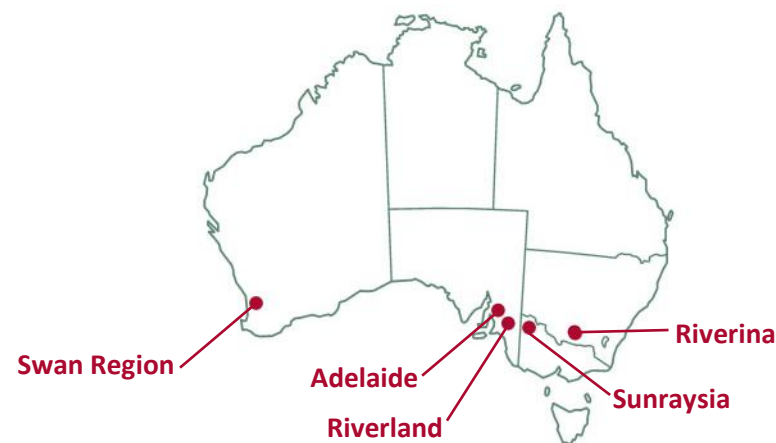 Swan Region
Adelaide
Riverland
Riverina
Sunraysia